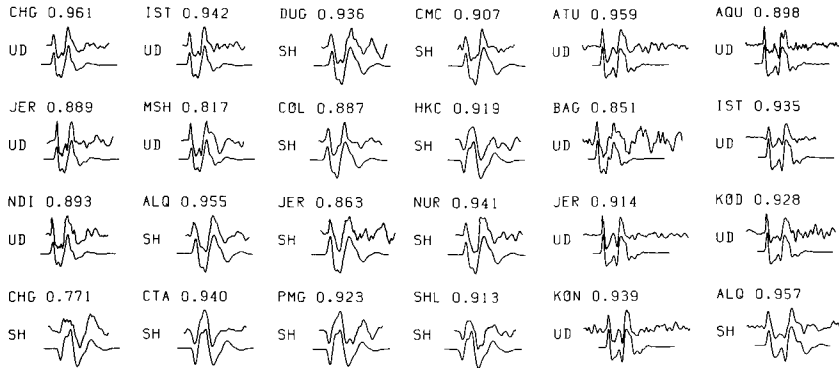 CHG 0.961 IST 0.942 DUG 0.936 CMC 0.907 ATU 0.959 AQU 0.898
UD UD SH SH UD UD
JER 0.889 MSH 0.817 CØL 0.887 HKC 0.919 BAG 0.851 IST 0.935
UD UD SH SH UD UD
NDI 0.893 ALQ 0.955 JER 0.863 NUR 0.941 JER 0.914 KØD 0.928
UD SH SH SH UD UD
CHG 0.771 CTA 0.940 PMG 0.923 SHL 0.913 KØN 0.939 ALQ 0.957
SH SH SH SH UD SH